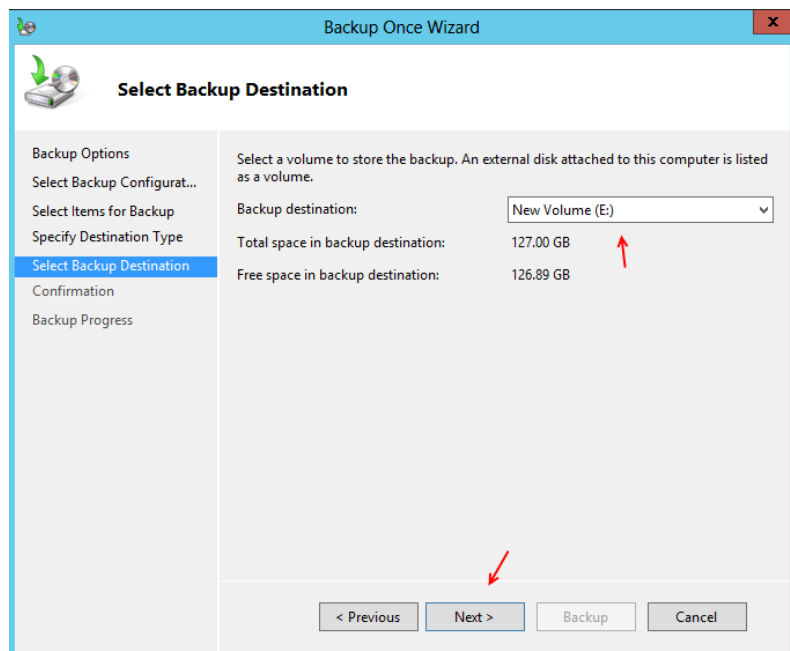 Backup Once Wizard
x
Select Backup Destination
Backup Options
Select Backup Configurat...
Select Items for Backup
Specify Destination Type
Select Backup Destination
Confirmation
Backup Progress
Select a volume to store the backup. An external disk attached to this computer is listed
as a volume.
Backup destination: New Volume (E:)
Total space in backup destination: 127.00 GB
Free space in backup destination: 126.89 GB
< Previous Next > Backup Cancel